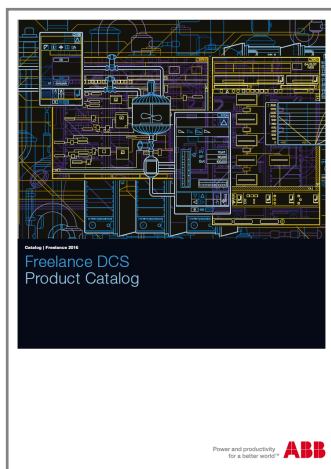 Catalog | Freelance 2016
Freelance DCS
Product Catalog
Power and productivity
for a better world™
ABB